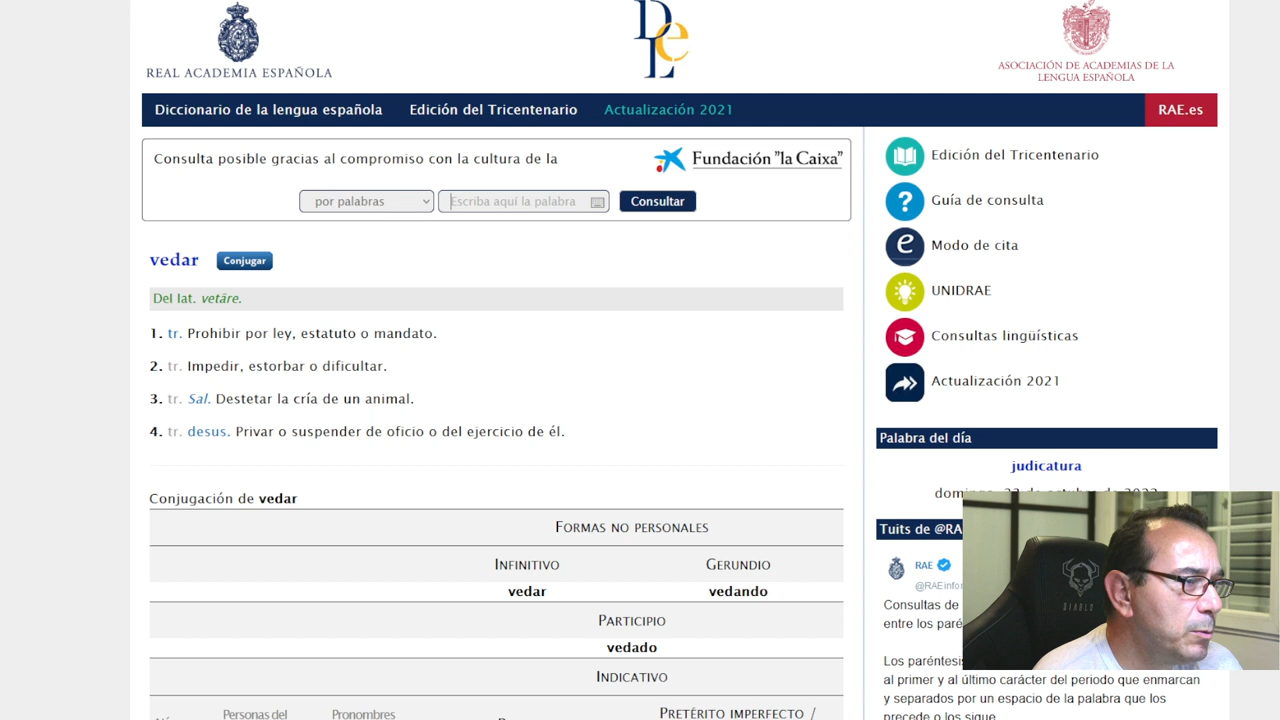 REAL ACADEMIA ESPAÑOLA
DLe
ASOCIACIÓN DE ACADEMIAS DE LA
LENGUA ESPAÑOLA
Diccionario de la lengua española Edición del Tricentenario Actualización 2021 RAE.es
Consulta posible gracias al compromiso con la cultura de la Fundación "la Caixa"
por palabras Escriba aquí la palabra Consultar
vedar Conjugar
Del lat. vetāre.
1. tr. Prohibir por ley, estatuto o mandato.
2. tr. Impedir, estorbar o dificultar.
3. tr. Sal. Destetar la cría de un animal.
4. tr. desus. Privar o suspender de oficio o del ejercicio de él.
Conjugación de vedar
FORMAS NO PERSONALES
INFINITIVO GERUNDIO
vedar vedando
PARTICIPIO
vedado
INDICATIVO
Personas del Pronombres
PRETÉRITO IMPERFECTO /
Edición del Tricentenario
? Guía de consulta
e Modo de cita
UNIDRAE
Consultas lingüísticas
Actualización 2021
Palabra del día
judicatura
Tuits de @RA
RAE
@RAEinfor
Consultas de
entre los paré
Los paréntesis
al primer y al último carácter del periodo que enmarcan
y separados por un espacio de la palabra que los
precede o los sigue
DIABLO